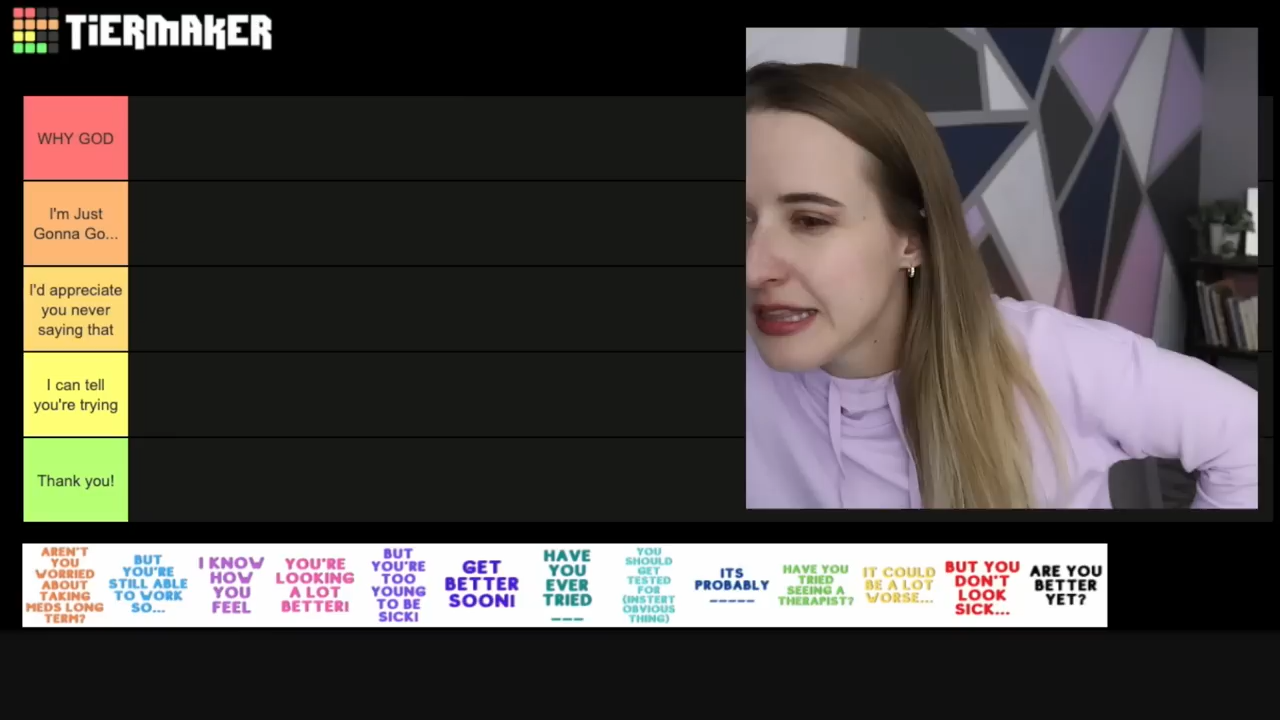 TIERMAKER
WHY GOD
I'm Just
Gonna Go...
I'd appreciate
you never
saying that
I can tell
you're trying
Thank you!
AREN'T
YOU
WORRIED
ABOUT
TAKING
MEDS LONG
TERM?
BUT
YOU'RE
STILL ABLE
TO WORK
SO...
I KNOW
HOW
YOU
FEEL
YOU'RE
LOOKING
A LOT
BETTER!
BUT
YOU'RE
TOO
YOUNG
TO BE
SICK!
GET
BETTER
SOON!
HAVE
YOU
EVER
TRIED
___
YOU
SHOULD
GET
TESTED
FOR
(INSTERT
OBVIOUS
THING)
ITS
PROBABLY
_____
HAVE YOU
TRIED
SEEING A
THERAPIST?
IT COULD
BE A LOT
WORSE...
BUT YOU
DON'T
LOOK
SICK...
ARE YOU
BETTER
YET?